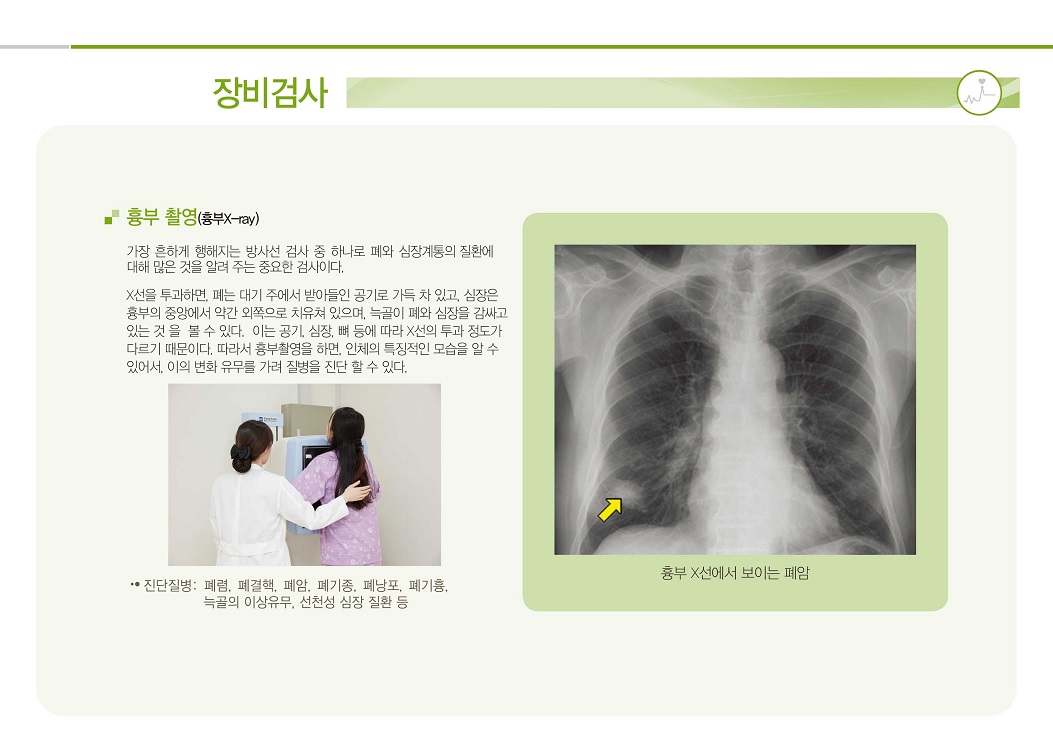 장비검사
흉부 촬영(흉부X-ray)
가장 흔하게 행해지는 방사선 검사 중 하나로 폐와 심장계통의 질환에
대해 많은 것을 알려 주는 중요한 검사이다.
X선을 투과하면, 폐는 대기 주에서 받아들인 공기로 가득 차 있고, 심장은
흉부의 중앙에서 약간 왼쪽으로 치유쳐 있으며, 늑골이 폐와 심장을 감싸고
있는 것 을 볼 수 있다. 이는 공기, 심장, 뼈 등에 따라 X선의 투과 정도가
다르기 때문이다. 따라서 흉부촬영을 하면, 인체의 특징적인 모습을 알 수
있어서, 이의 변화 유무를 가려 질병을 진단 할 수 있다.
진단질병: 폐렴, 폐결핵, 폐암, 폐기종, 폐낭포, 폐기흉,
늑골의 이상유무, 선천성 심장 질환 등
흉부 X선에서 보이는 폐암